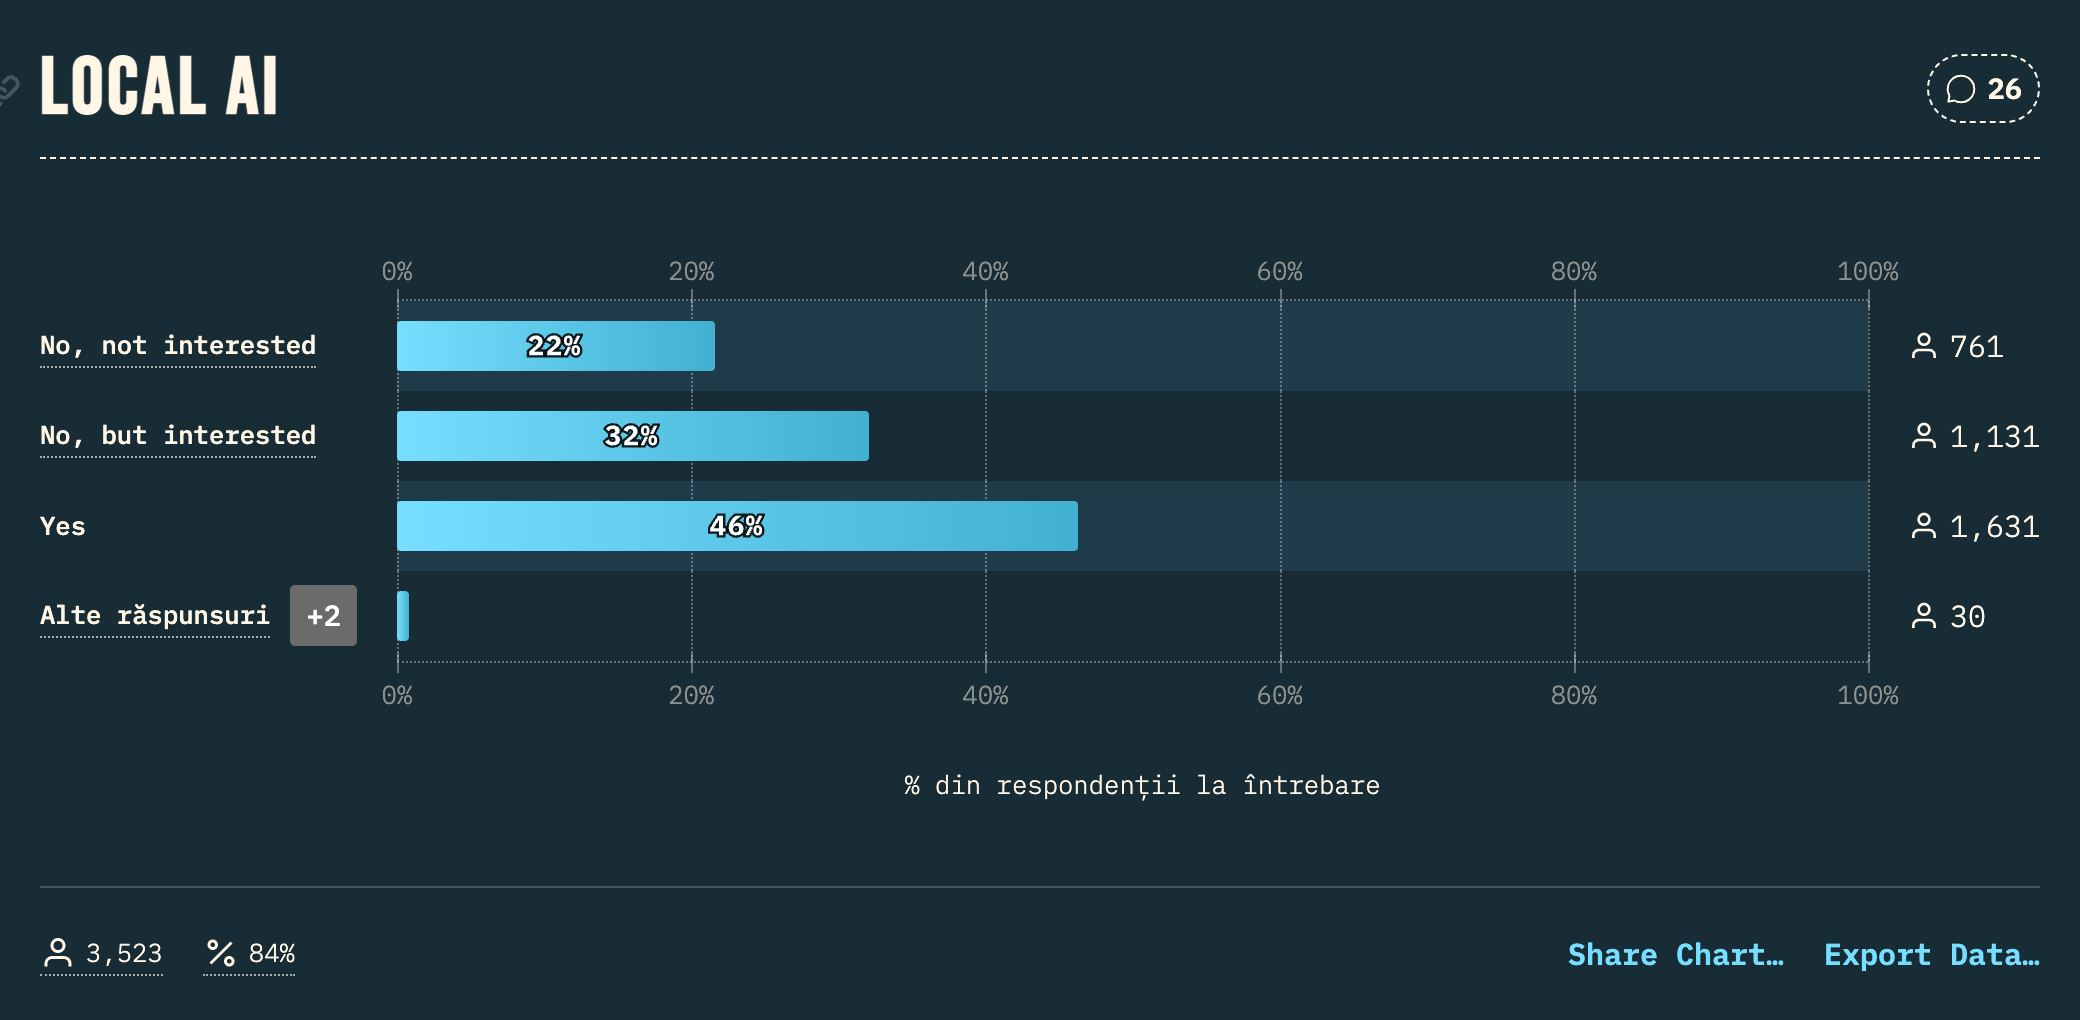 LOCAL AI
26
0% 20% 40% 60% 80% 100%
No, not interested 22% 761
No, but interested 32% 1,131
Yes 46% 1,631
Alte răspunsuri +2 30
0% 20% 40% 60% 80% 100%
% din respondenții la întrebare
3,523 84% Share Chart… Export Data…